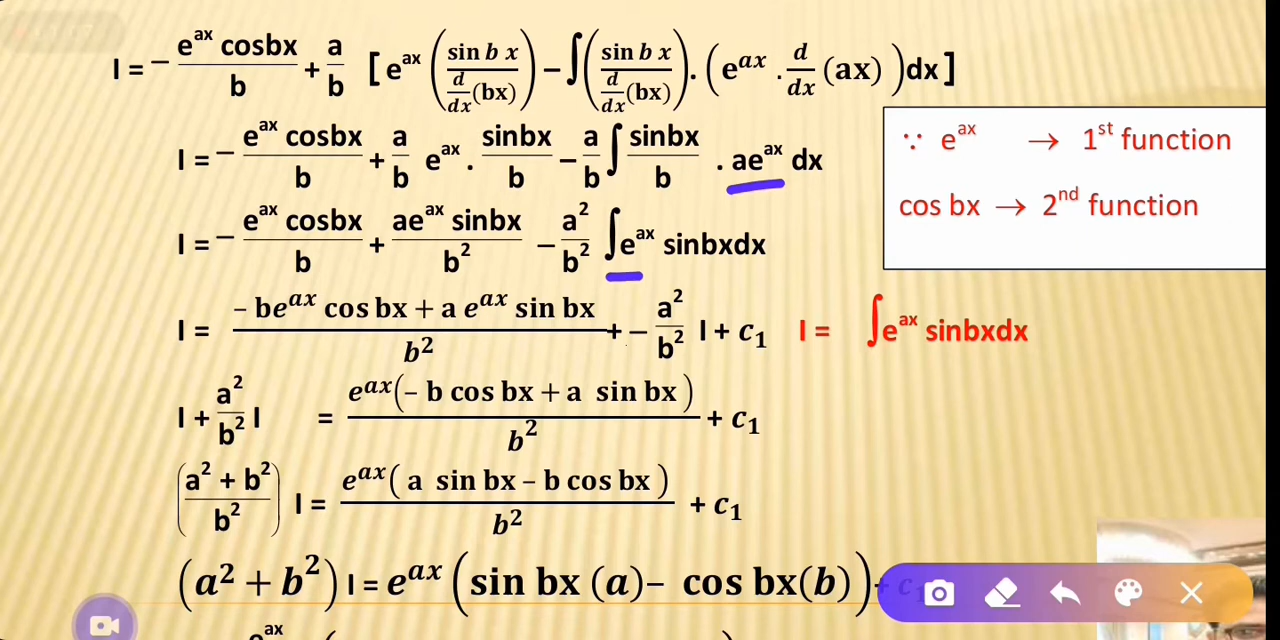 I = − e^ax cosbx / b + a/b [ e^ax ( sin b x / d/dx (bx) ) − ∫ ( sin b x / d/dx (bx) ) . ( e^ax . d/dx (ax) ) dx ]
I = − e^ax cosbx / b + a/b e^ax . sinbx / b − a/b ∫ sinbx / b . ae^ax dx
∵ e^ax → 1st function
cos bx → 2nd function
I = − e^ax cosbx / b + ae^ax sinbx / b² − a²/b² ∫ e^ax sinbxdx
I = − be^ax cos bx + a e^ax sin bx / b² + − a²/b² I + c₁ I = ∫ e^ax sinbxdx
I + a²/b² I = e^ax (− b cos bx + a sin bx ) / b² + c₁
( a² + b² / b² ) I = e^ax ( a sin bx − b cos bx ) / b² + c₁
(a² + b²) I = e^ax ( sin bx (a) − cos bx(b) ) + c₁
e^ax